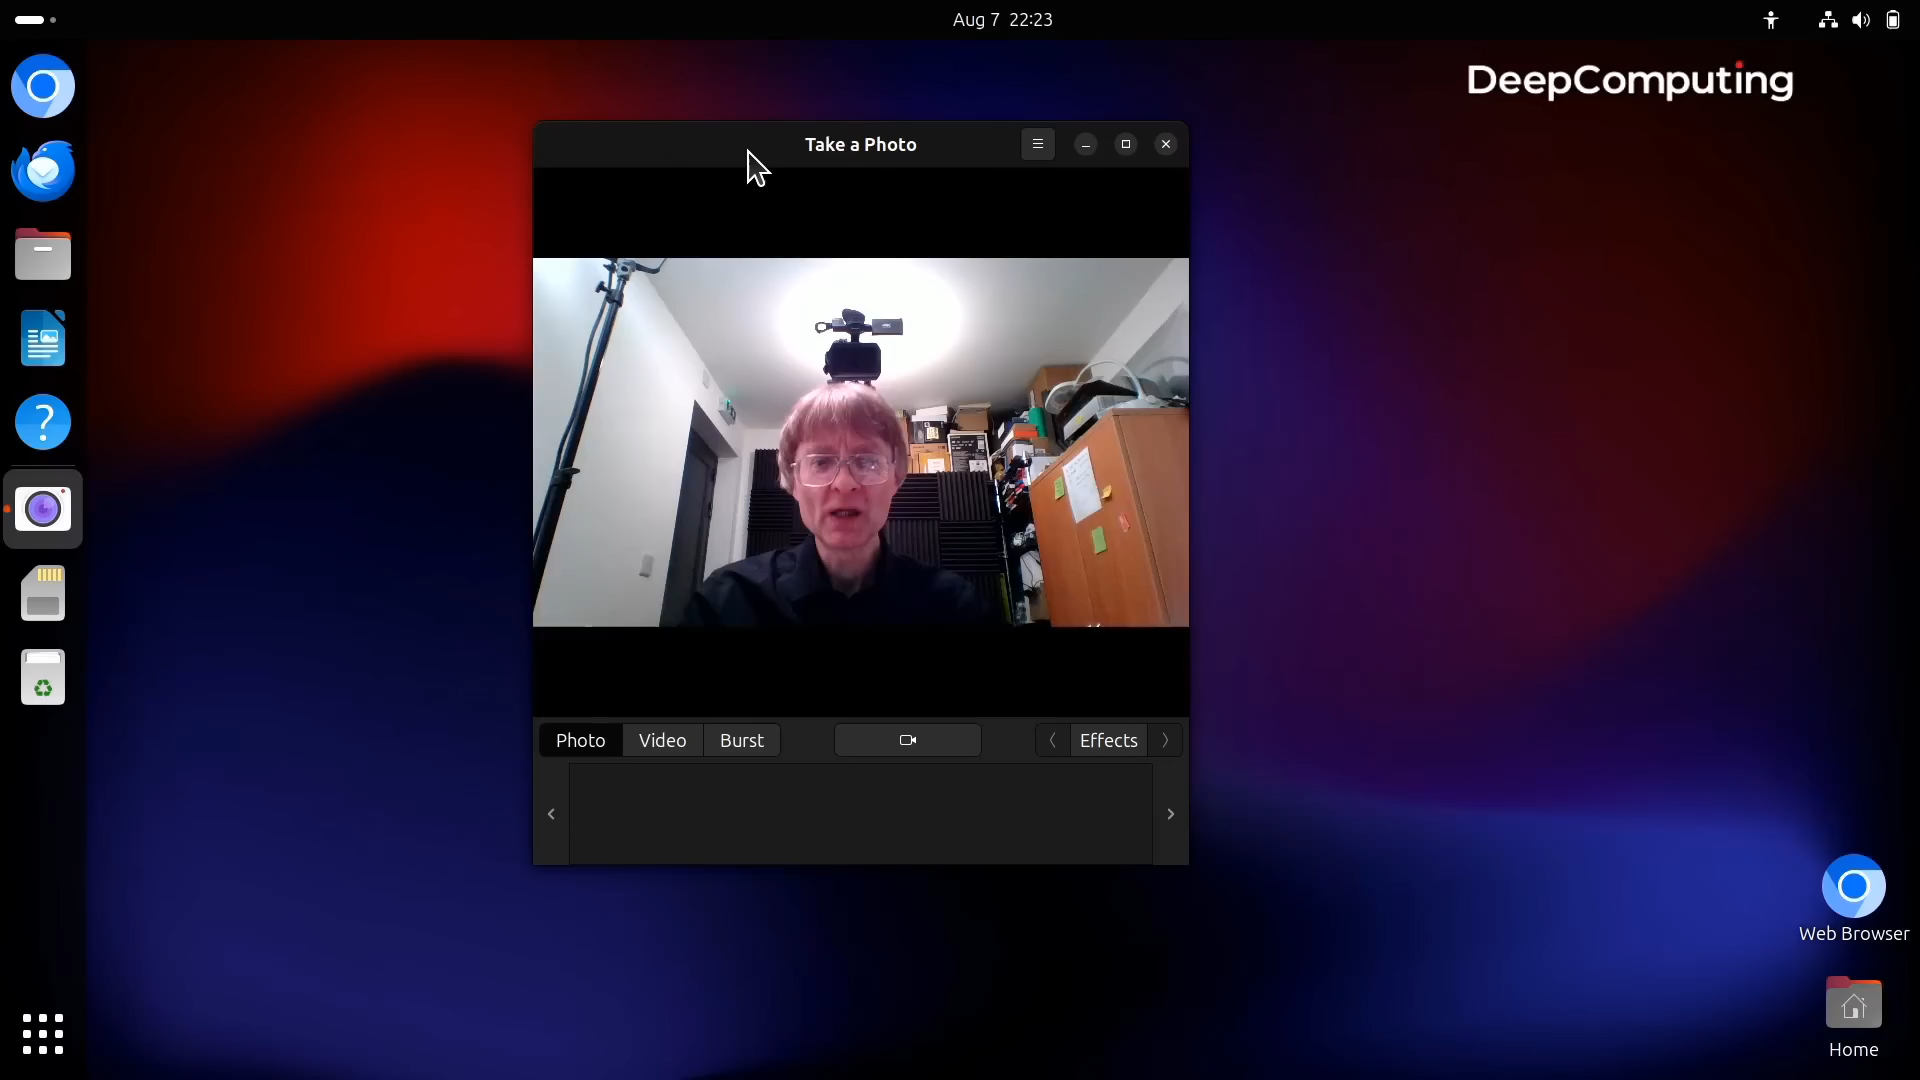 Aug 7 22:23
DeepComputing
Take a Photo
Photo
Video
Burst
Effects
Web Browser
Home